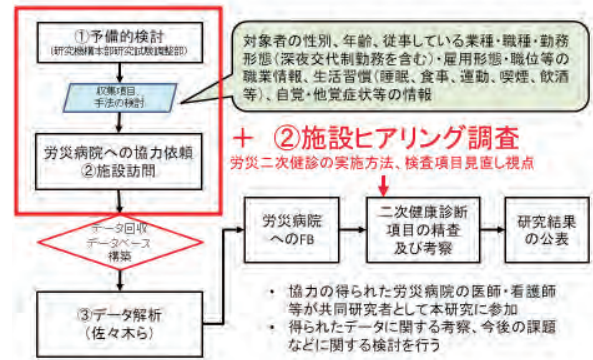 ①予備的検討
(研究機構本部研究試験調整部)
収集項目、
手法の検討
対象者の性別、年齢、従事している業種・職種・勤務
形態(深夜交代制勤務を含む)・雇用形態・職位等の
職業情報、生活習慣(睡眠、食事、運動、喫煙、飲酒
等)、自覚・他覚症状等の情報
労災病院への協力依頼
②施設訪問
+ ②施設ヒアリング調査
労災二次健診の実施方法、検査項目見直し視点
データ回収
データベース
構築
労災病院
へのFB
二次健康診断
項目の精査
及び考察
研究結果
の公表
③データ解析
(佐々木ら)
・ 協力の得られた労災病院の医師・看護師
等が共同研究者として本研究に参加
・ 得られたデータに関する考察、今後の課題
などに関する検討を行う